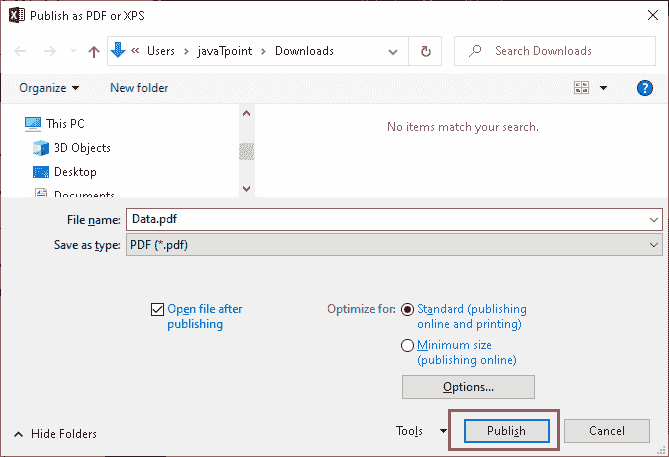 Publish as PDF or XPS
« Users > javaTpoint > Downloads
Search Downloads
Organize
New folder
This PC
3D Objects
Desktop
Documents
No items match your search.
File name: Data.pdf
Save as type: PDF (*.pdf)
Open file after
publishing
Optimize for:
Standard (publishing
online and printing)
Minimum size
(publishing online)
Options...
Hide Folders
Tools
Publish
Cancel